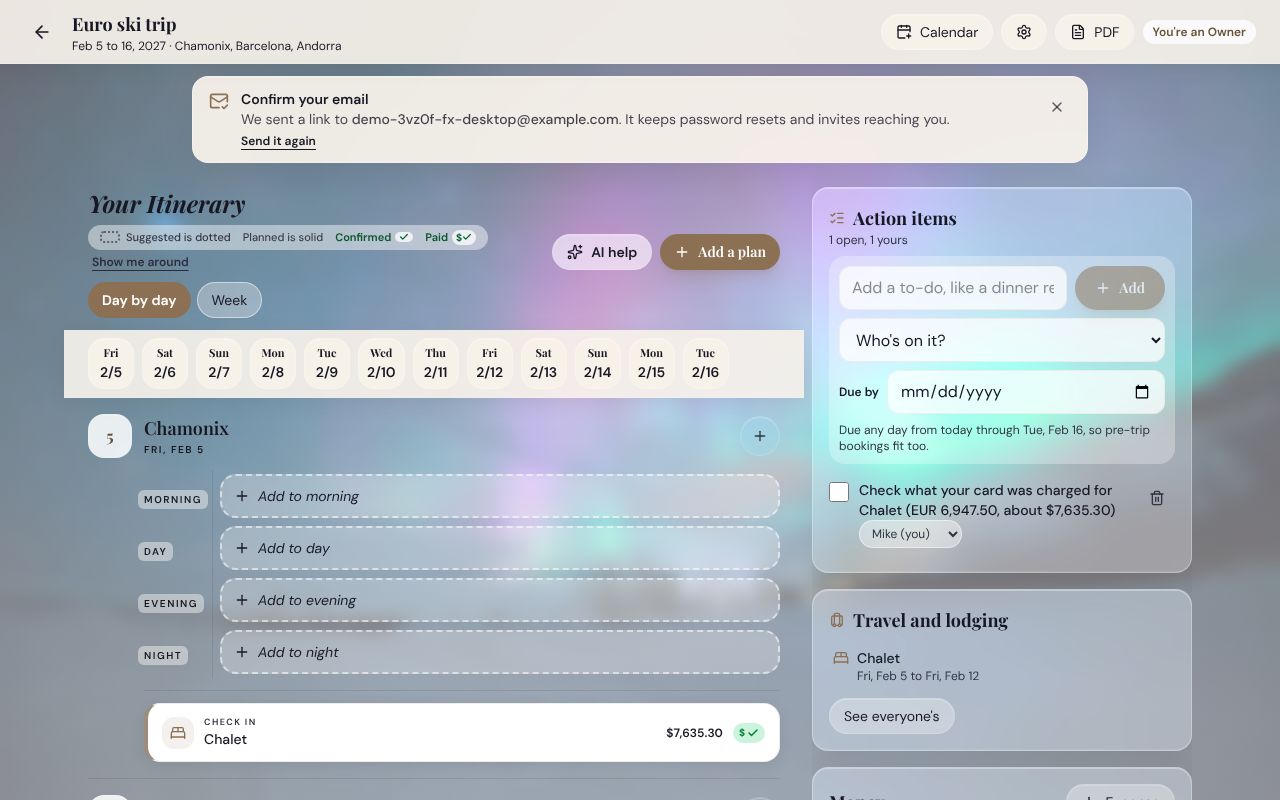 Euro ski trip
Feb 5 to 16, 2027 · Chamonix, Barcelona, Andorra
Calendar
PDF
You're an Owner
Confirm your email
We sent a link to demo-3vz0f-fx-desktop@example.com. It keeps password resets and invites reaching you.
Send it again
Your Itinerary
Suggested is dotted Planned is solid Confirmed Paid $
Show me around
AI help
Add a plan
Day by day
Week
Fri Sat Sun Mon Tue Wed Thu Fri Sat Sun Mon Tue
2/5 2/6 2/7 2/8 2/9 2/10 2/11 2/12 2/13 2/14 2/15 2/16
5
Chamonix
FRI, FEB 5
MORNING
Add to morning
DAY
Add to day
EVENING
Add to evening
NIGHT
Add to night
CHECK IN
Chalet
$7,635.30
$
Action items
1 open, 1 yours
Add a to-do, like a dinner re
Add
Who's on it?
Due by
mm/dd/yyyy
Due any day from today through Tue, Feb 16, so pre-trip
bookings fit too.
Check what your card was charged for
Chalet (EUR 6,947.50, about $7,635.30)
Mike (you)
Travel and lodging
Chalet
Fri, Feb 5 to Fri, Feb 12
See everyone's